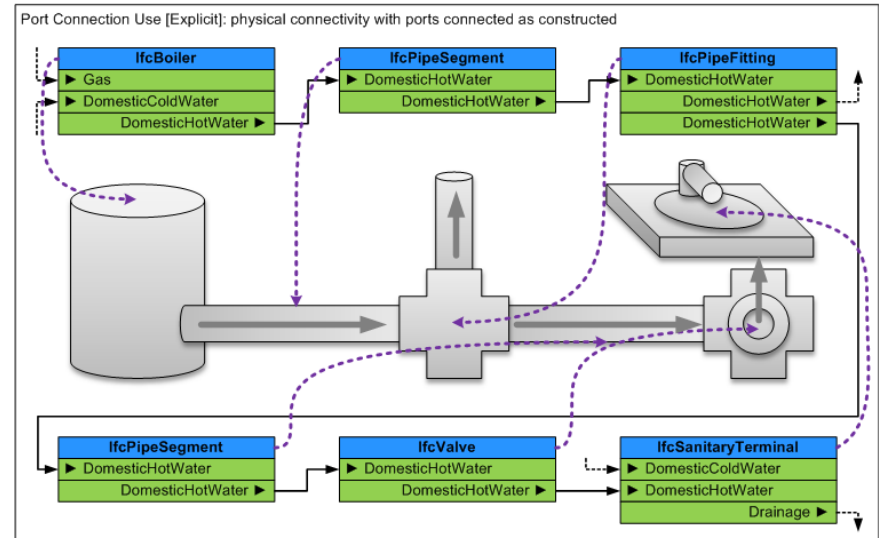 Port Connection Use [Explicit]: physical connectivity with ports connected as constructed
IfcBoiler
► Gas
► DomesticColdWater
DomesticHotWater ►
IfcPipeSegment
► DomesticHotWater
DomesticHotWater ►
IfcPipeFitting
► DomesticHotWater
DomesticHotWater ►
DomesticHotWater ►
IfcPipeSegment
► DomesticHotWater
DomesticHotWater ►
IfcValve
► DomesticHotWater
DomesticHotWater ►
IfcSanitaryTerminal
► DomesticColdWater
► DomesticHotWater
Drainage ►